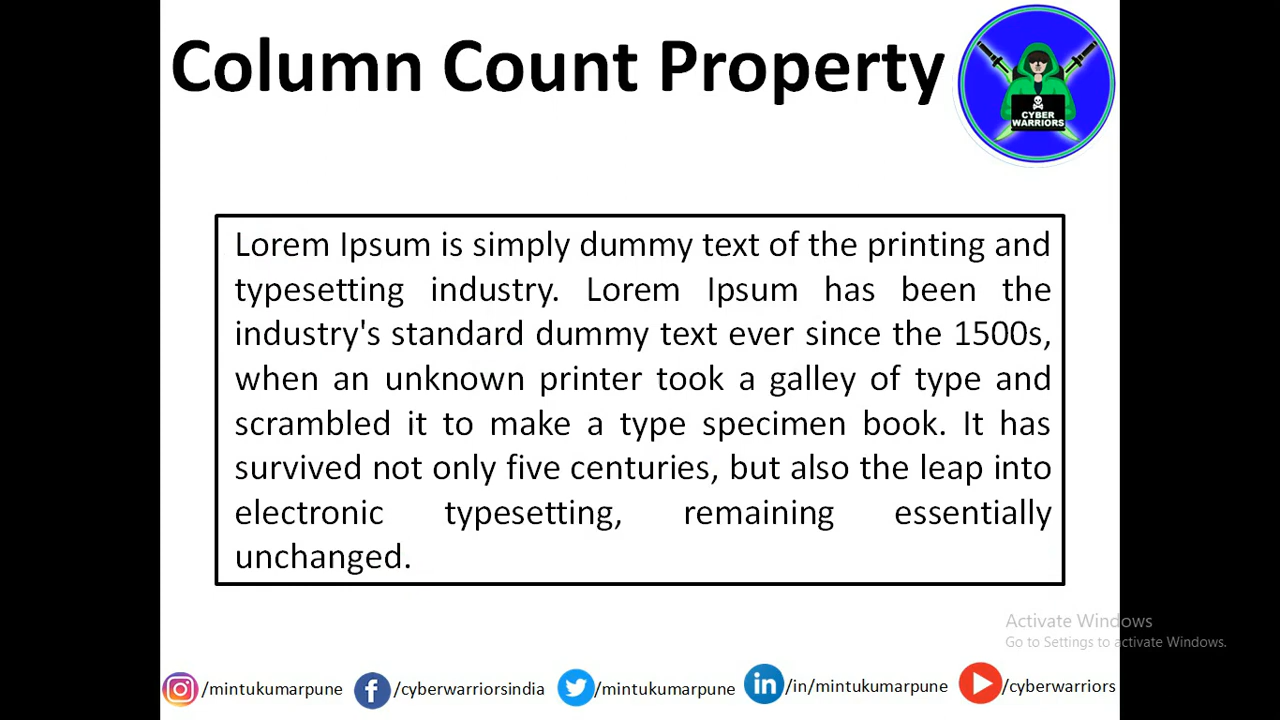 Column Count Property
CYBER
WARRIORS
Lorem Ipsum is simply dummy text of the printing and
typesetting industry. Lorem Ipsum has been the
industry's standard dummy text ever since the 1500s,
when an unknown printer took a galley of type and
scrambled it to make a type specimen book. It has
survived not only five centuries, but also the leap into
electronic typesetting, remaining essentially
unchanged.
Activate Windows
Go to Settings to activate Windows.
/mintukumarpune /cyberwarriorsindia /mintukumarpune in /in/mintukumarpune /cyberwarriors